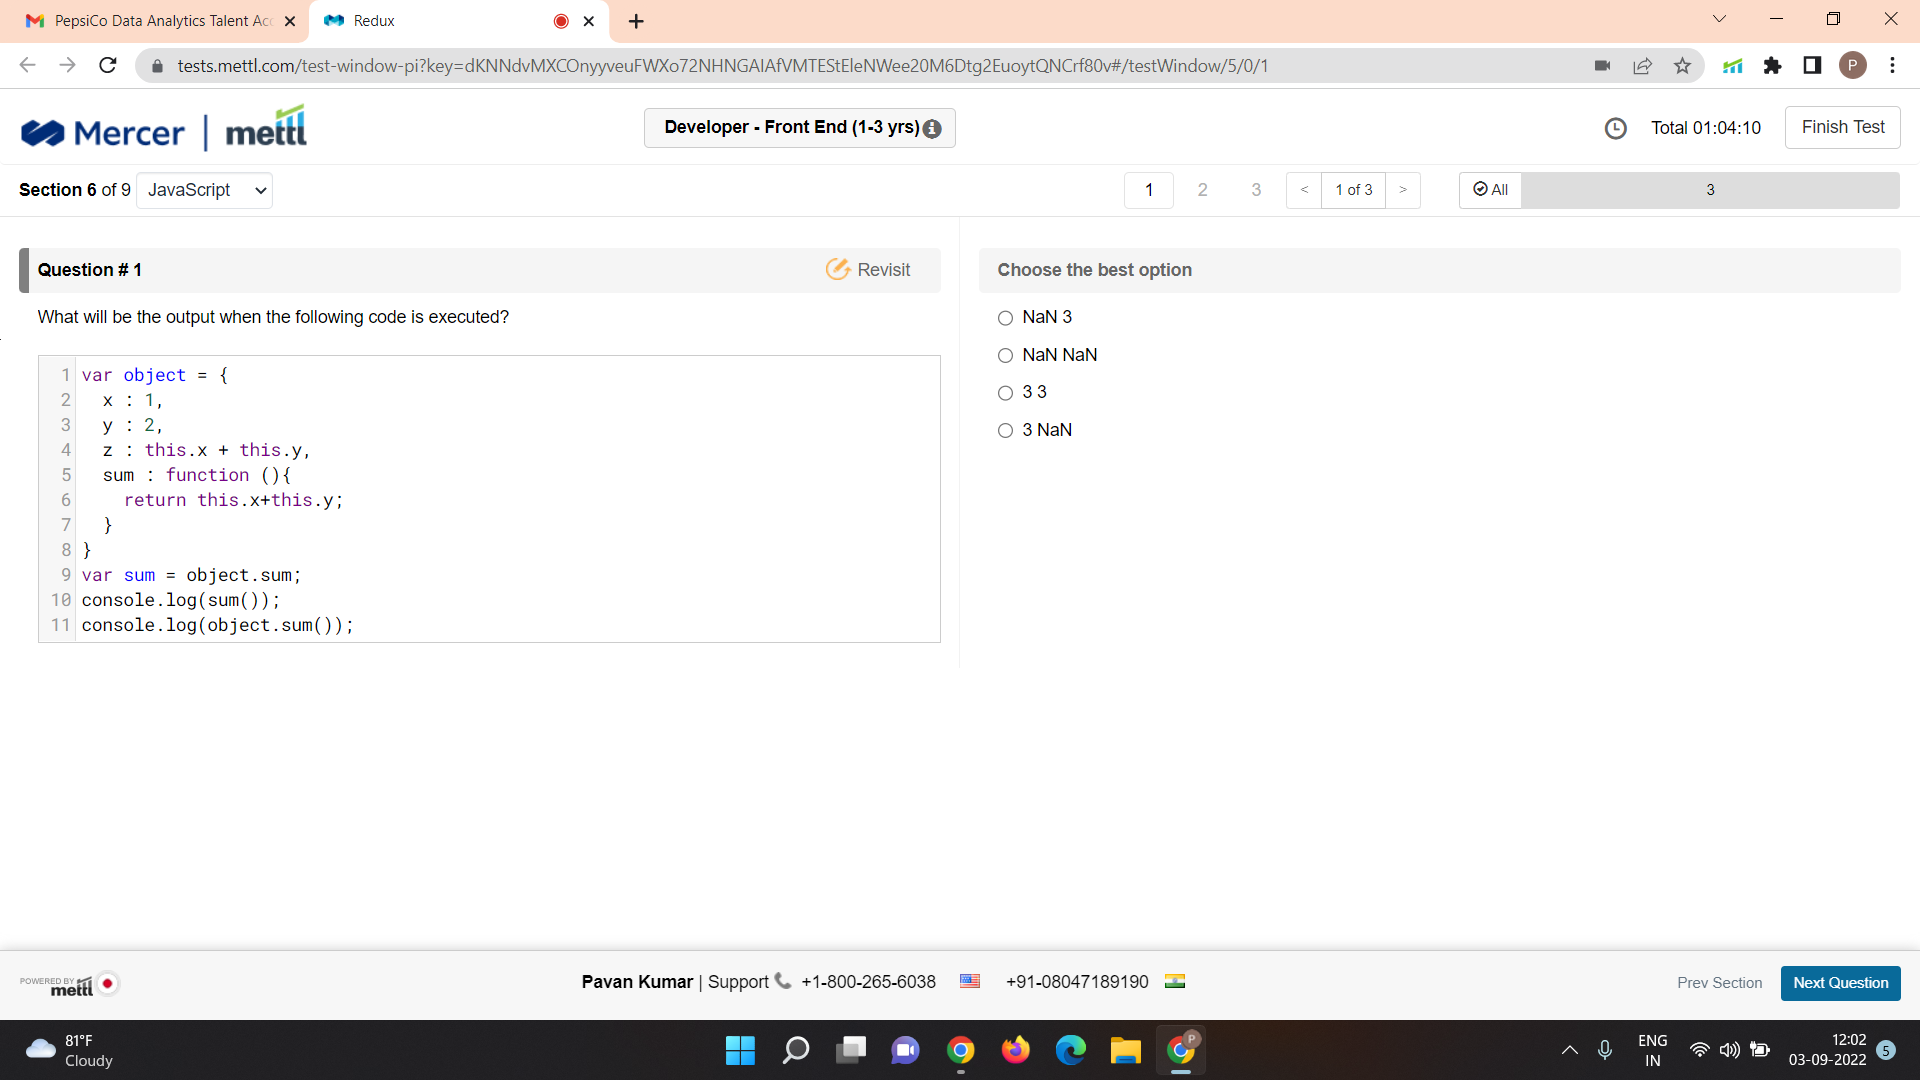 PepsiCo Data Analytics Talent Acc
Redux
tests.mettl.com/test-window-pi?key=dKNNdvMXCOnyyveuFWXo72NHNGAIAfVMTEStEleNWee20M6Dtg2EuoytQNCrf80v#/testWindow/5/0/1
P
Mercer | mettl
Developer - Front End (1-3 yrs)
Total 01:04:10
Finish Test
Section 6 of 9 JavaScript
1 2 3 < 1 of 3 > All 3
Question # 1
Revisit
What will be the output when the following code is executed?
1 var object = {
2   x : 1,
3   y : 2,
4   z : this.x + this.y,
5   sum : function (){
6     return this.x+this.y;
7   }
8 }
9 var sum = object.sum;
10 console.log(sum());
11 console.log(object.sum());
Choose the best option
NaN 3
NaN NaN
3 3
3 NaN
POWERED BY
mettl
Pavan Kumar | Support +1-800-265-6038 +91-08047189190
Prev Section
Next Question
81°F
Cloudy
P
ENG
IN
12:02
03-09-2022
5